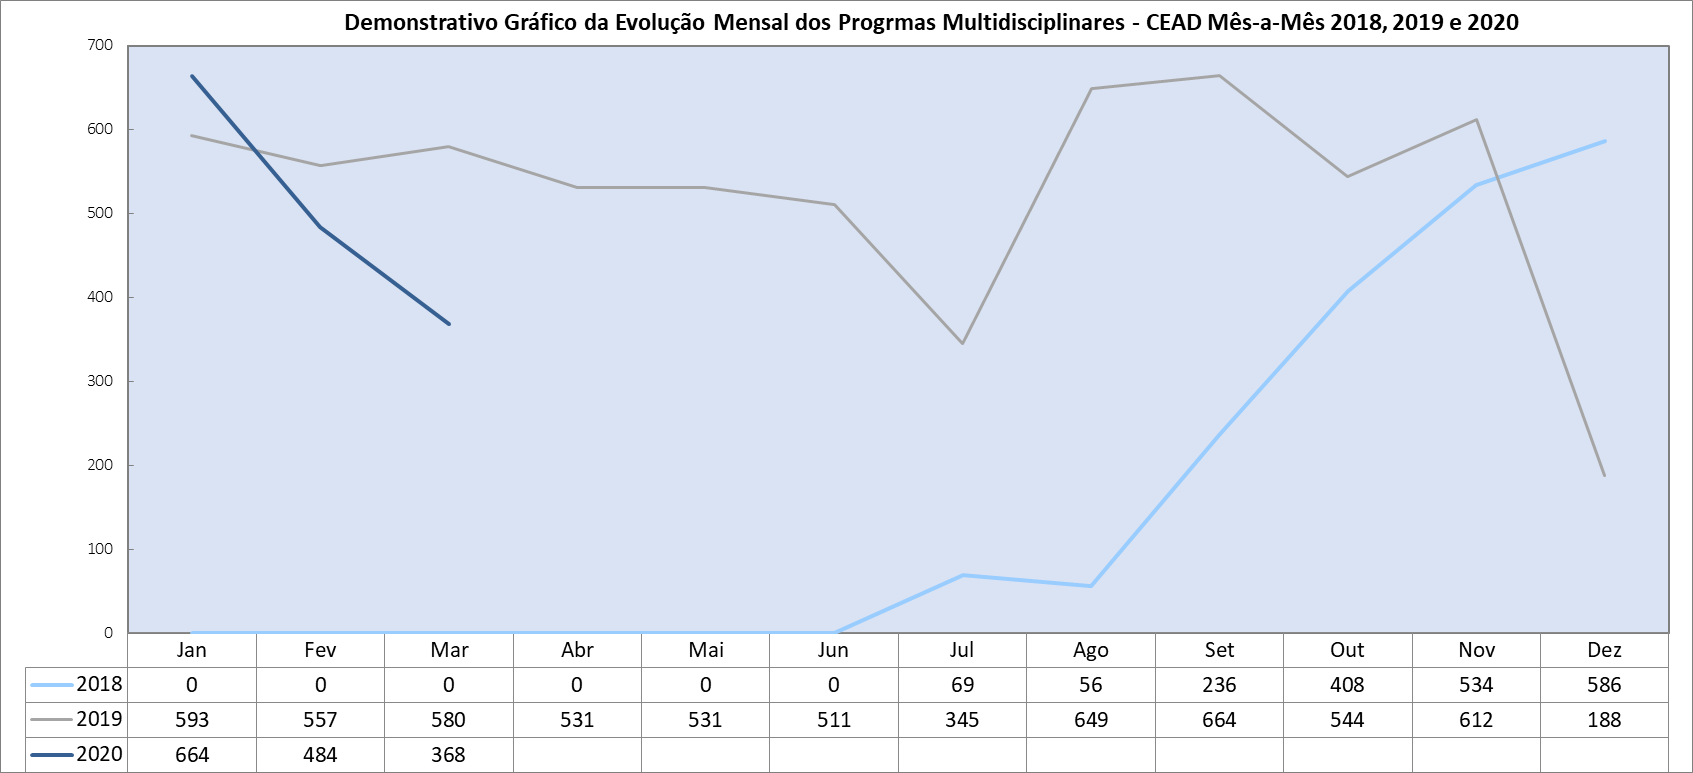 Demonstrativo Gráfico da Evolução Mensal dos Progrmas Multidisciplinares - CEAD Mês-a-Mês 2018, 2019 e 2020
700
600
500
400
300
200
100
0
Jan Fev Mar Abr Mai Jun Jul Ago Set Out Nov Dez
2018 0 0 0 0 0 0 69 56 236 408 534 586
2019 593 557 580 531 531 511 345 649 664 544 612 188
2020 664 484 368